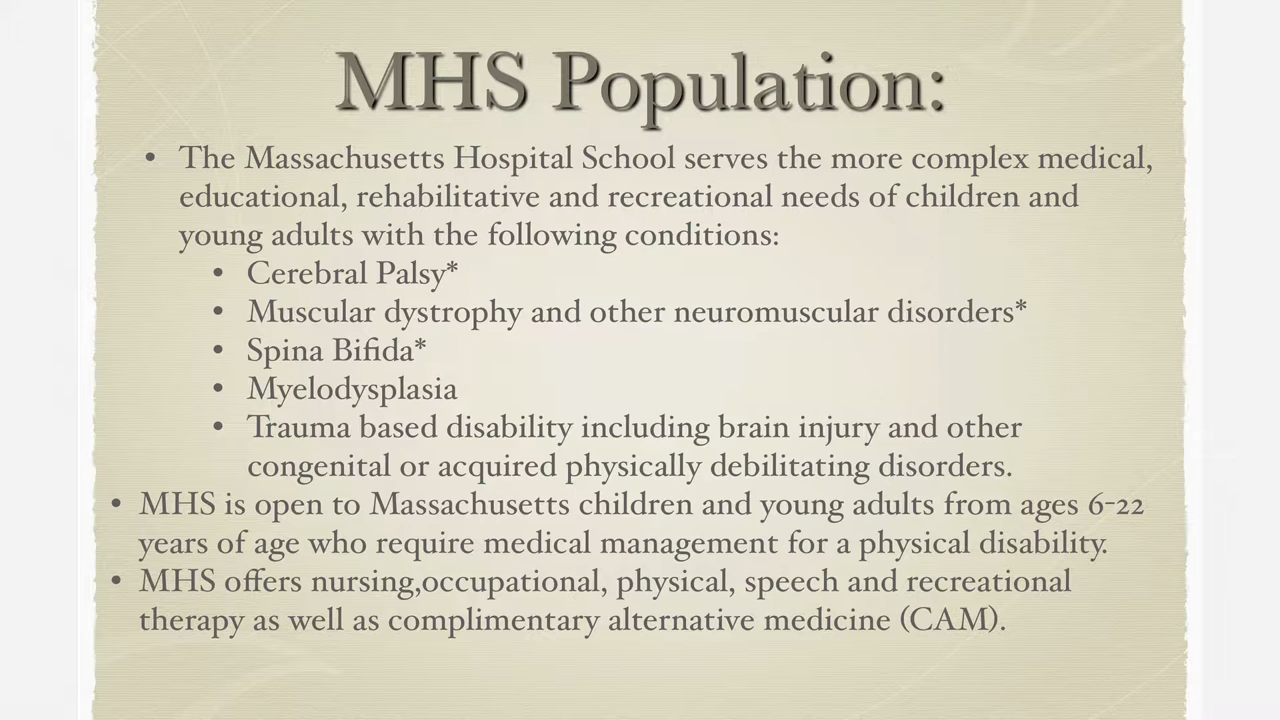 MHS Population:
• The Massachusetts Hospital School serves the more complex medical,
educational, rehabilitative and recreational needs of children and
young adults with the following conditions:
• Cerebral Palsy*
• Muscular dystrophy and other neuromuscular disorders*
• Spina Bifida*
• Myelodysplasia
• Trauma based disability including brain injury and other
congenital or acquired physically debilitating disorders.
• MHS is open to Massachusetts children and young adults from ages 6-22
years of age who require medical management for a physical disability.
• MHS offers nursing,occupational, physical, speech and recreational
therapy as well as complimentary alternative medicine (CAM).